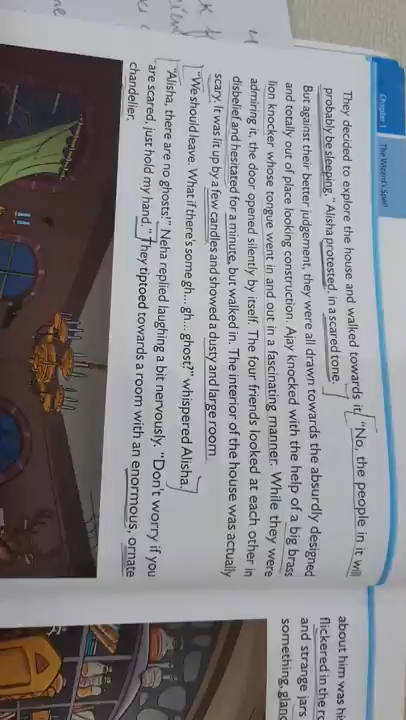 Chapter 1 The Wizard's Spell
They decided to explore the house and walked towards it. "No, the people in it will
probably be sleeping." Alisha protested, in a scared tone.
But against their better judgement, they were all drawn towards the absurdly designed
and totally out of place looking construction. Ajay knocked with the help of a big brass
lion knocker whose tongue went in and out in a fascinating manner. While they were
admiring it, the door opened silently by itself. The four friends looked at each other in
disbelief and hesitated for a minute, but walked in. The interior of the house was actually
scary. It was lit up by a few candles and showed a dusty and large room
"We should leave. What if there's some gh... gh... ghost?" whispered Alisha.
"Alisha, there are no ghosts!" Neha replied laughing a bit nervously. "Don't worry if you
are scared, just hold my hand." They tiptoed towards a room with an enormous, ornate
chandelier.
about him was
flickered in the
and strange jars
something,